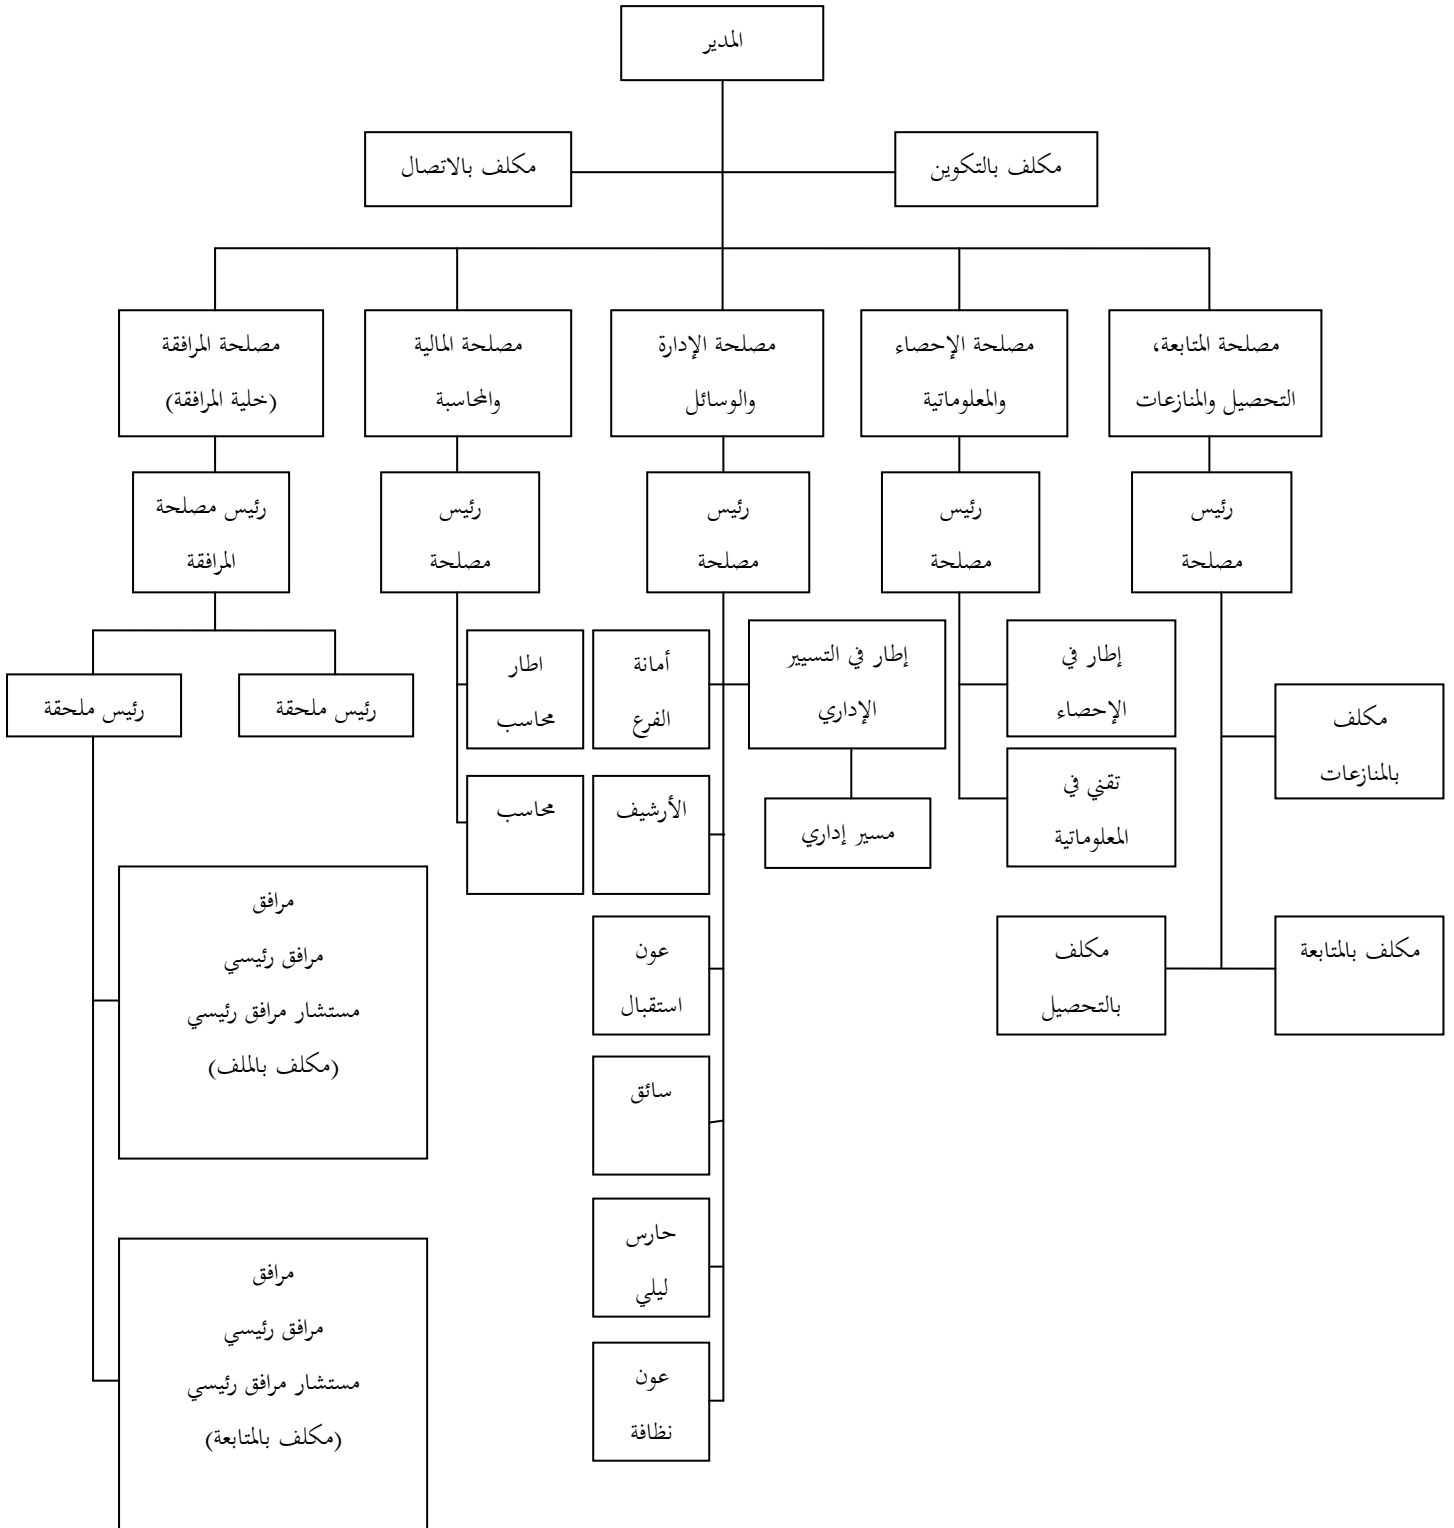 المدير
مكلف بالتكوين
مكلف بالاتصال
مصلحة المتابعة،
التحصيل والمنازعات
مصلحة الإحصاء
والمعلوماتية
مصلحة الإدارة
والوسائل
مصلحة المالية
والمحاسبة
مصلحة المرافقة
(خلية المرافقة)
رئيس
مصلحة
رئيس
مصلحة
رئيس
مصلحة
رئيس
مصلحة
رئيس مصلحة
المرافقة
مكلف
بالمنازعات
مكلف بالمتابعة
مكلف
بالتحصيل
إطار في
الإحصاء
تقني في
المعلوماتية
إطار في التسيير
الإداري
مسير إداري
أمانة
الفرع
الأرشيف
عون
استقبال
سائق
حارس
ليلي
عون
نظافة
اطار
محاسب
محاسب
رئيس ملحقة
رئيس ملحقة
مرافق
مرافق رئيسي
مستشار مرافق رئيسي
(مكلف بالملف)
مرافق
مرافق رئيسي
مستشار مرافق رئيسي
(مكلف بالمتابعة)